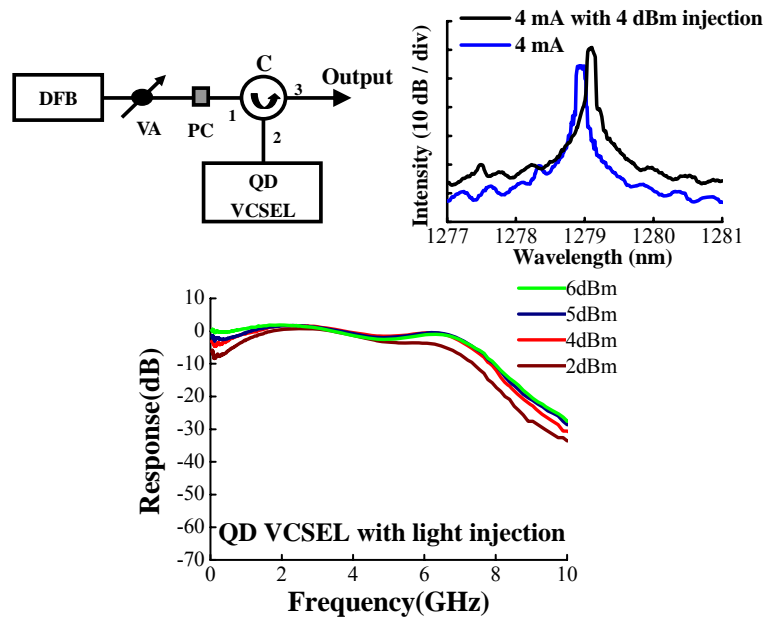 DFB
VA
PC
C
1
2
3
Output
QD
VCSEL
4 mA with 4 dBm injection
4 mA
Intensity (10 dB / div)
1277 1278 1279 1280 1281
Wavelength (nm)
6dBm
5dBm
4dBm
2dBm
10
0
-10
-20
-30
-40
-50
-60
-70
Response(dB)
QD VCSEL with light injection
0 2 4 6 8 10
Frequency(GHz)